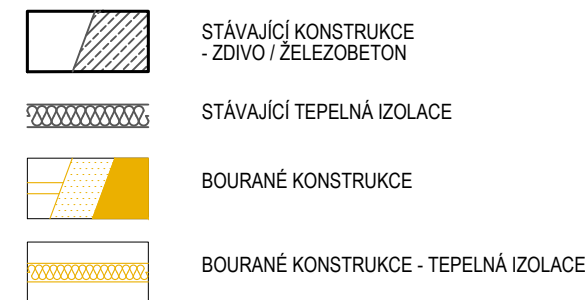 STÁVAJÍCÍ KONSTRUKCE
- ZDIVO / ŽELEZOBETON
STÁVAJÍCÍ TEPELNÁ IZOLACE
BOURANÉ KONSTRUKCE
BOURANÉ KONSTRUKCE - TEPELNÁ IZOLACE